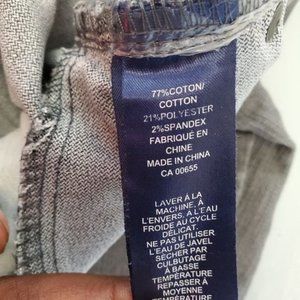 77%COTON/
COTTON
21%POLYESTER
2%SPANDEX
FABRIQUÉ EN
CHINE
MADE IN CHINA
CA 00655
LAVER À LA
MACHINE, À
L'ENVERS, A L'EAU
FROIDE AU CYCLE
DÉLICAT.
NE PAS UTILISER
L'EAU DE JAVEL
SÉCHER PAR
CULBUTAGE
À BASSE
TEMPÉRATURE
REPASSER À
MOYENNE
TEMPÉRATURE